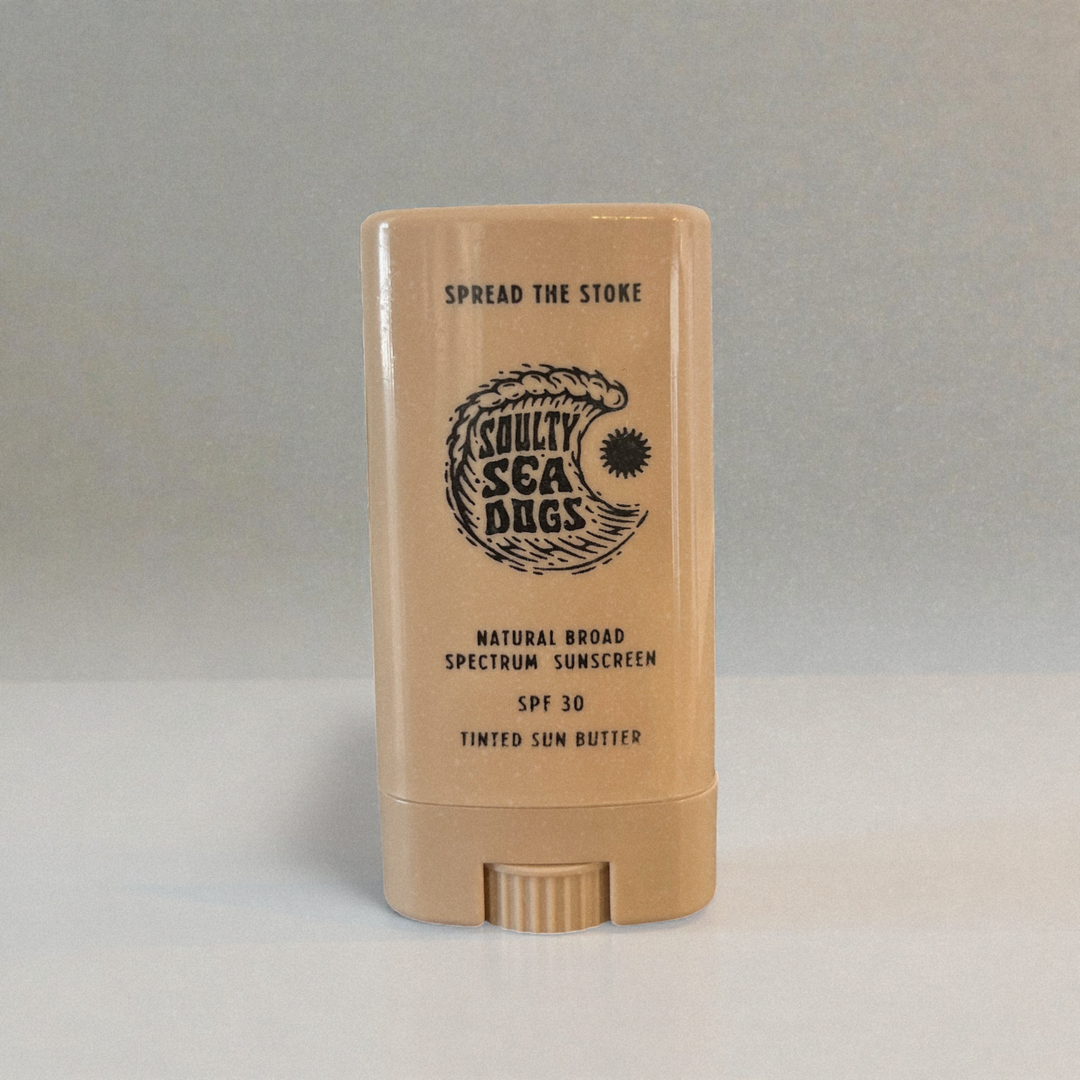 SPREAD THE STOKE
SOULTY
SEA
DOGS
NATURAL BROAD
SPECTRUM SUNSCREEN
SPF 30
TINTED SUN BUTTER